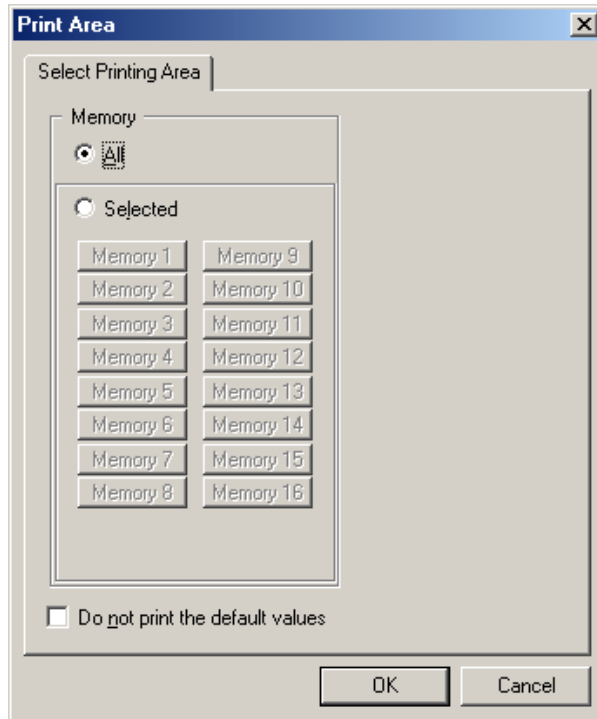 Print Area
Select Printing Area
Memory
All
Selected
Memory 1 Memory 9
Memory 2 Memory 10
Memory 3 Memory 11
Memory 4 Memory 12
Memory 5 Memory 13
Memory 6 Memory 14
Memory 7 Memory 15
Memory 8 Memory 16
Do not print the default values
OK Cancel